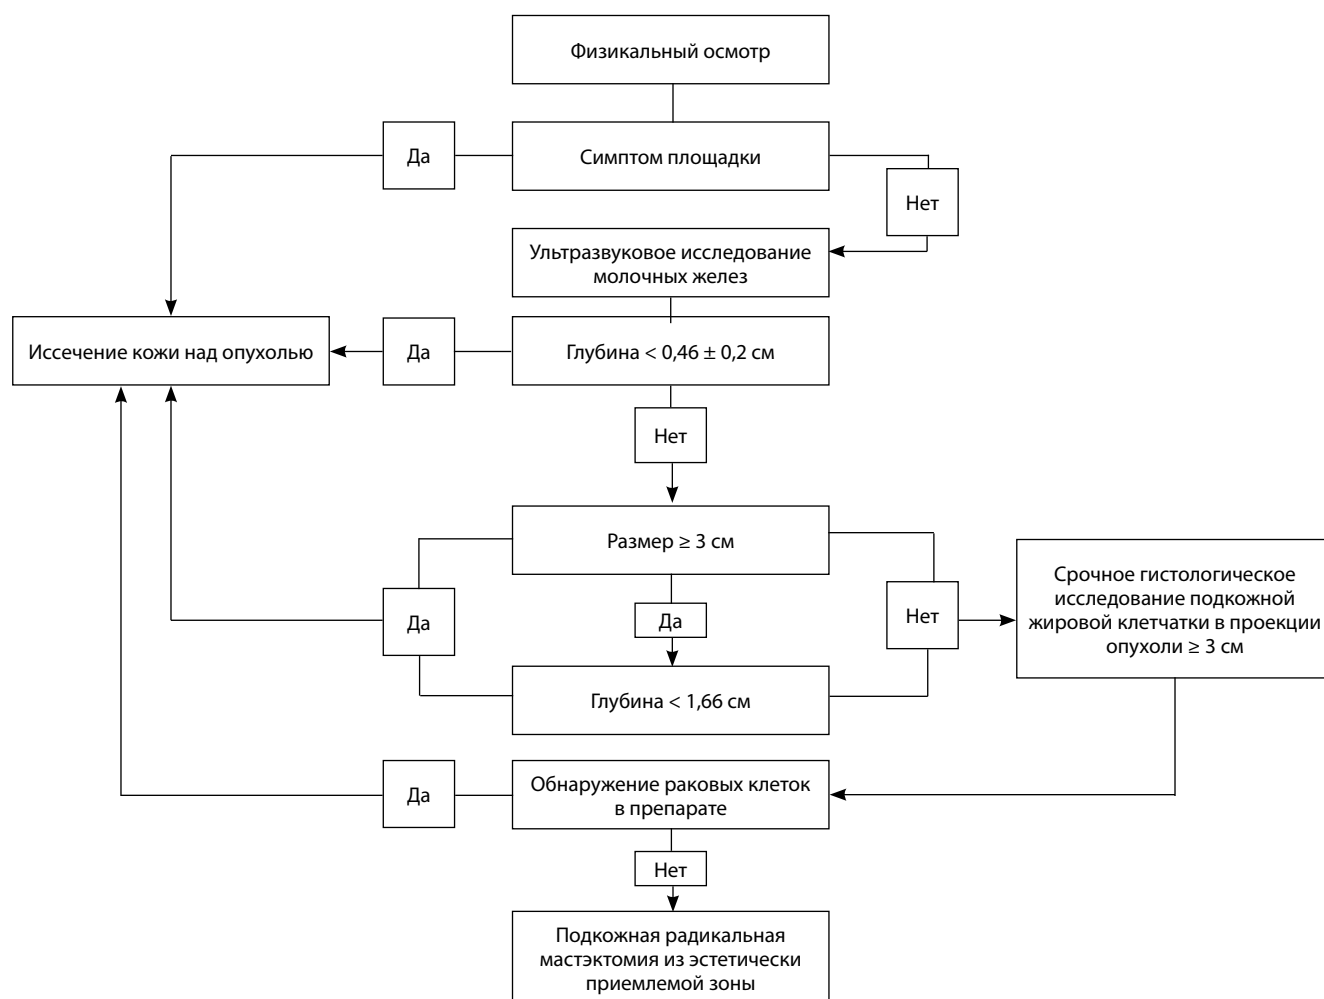 Физикальный осмотр
Да
Симптом площадки
Нет
Ультразвуковое исследование
молочных желез
Иссечение кожи над опухолью
Да
Глубина < 0,46 ± 0,2 см
Нет
Размер ≥ 3 см
Да
Да
Нет
Срочное гистологическое
исследование подкожной
жировой клетчатки в проекции
опухоли ≥ 3 см
Глубина < 1,66 см
Да
Обнаружение раковых клеток
в препарате
Нет
Подкожная радикальная
мастэктомия из эстетически
приемлемой зоны